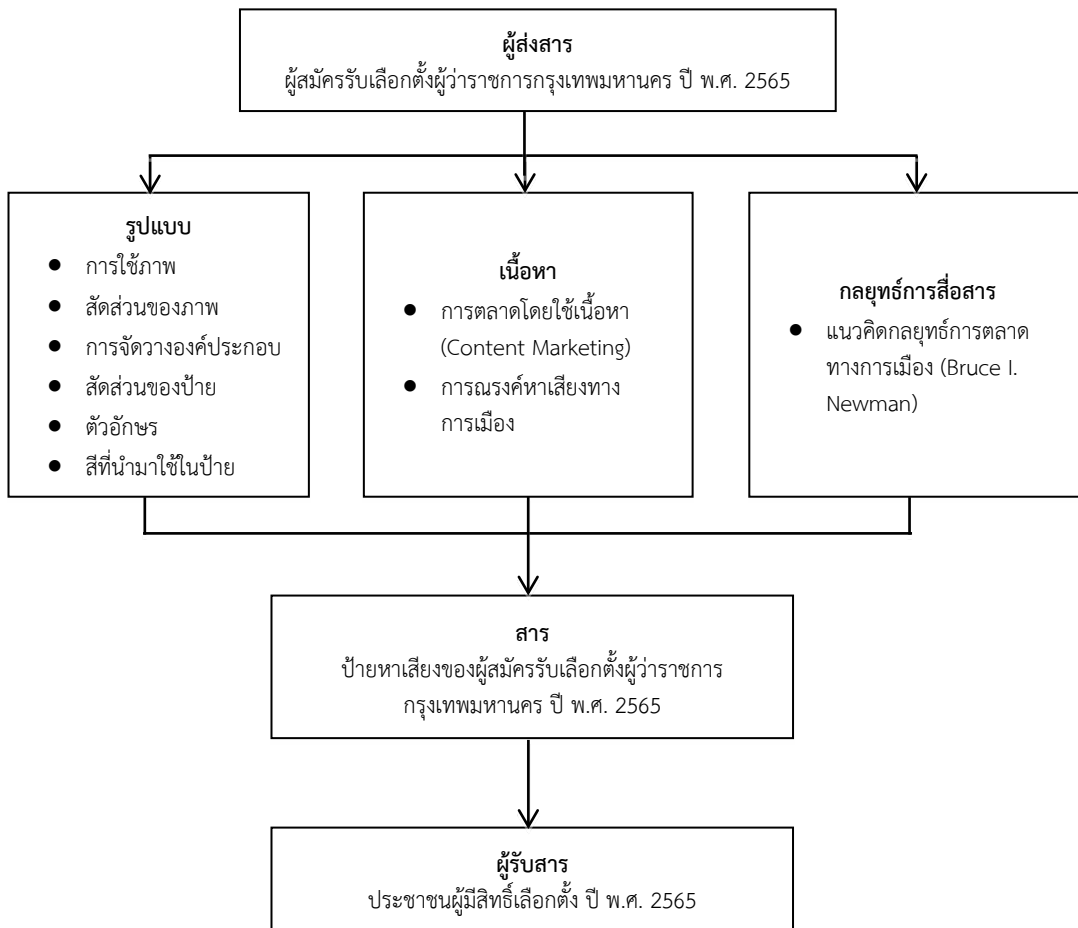 ผู้ส่งสาร
ผู้สมัครรับเลือกตั้งผู้ว่าราชการกรุงเทพมหานคร ปี พ.ศ. 2565
รูปแบบ
● การใช้ภาพ
● สัดส่วนของภาพ
● การจัดวางองค์ประกอบ
● สัดส่วนของป้าย
● ตัวอักษร
● สีที่นำมาใช้ในป้าย
เนื้อหา
● การตลาดโดยใช้เนื้อหา
(Content Marketing)
● การณรงค์หาเสียงทาง
การเมือง
กลยุทธ์การสื่อสาร
● แนวคิดกลยุทธ์การตลาด
ทางการเมือง (Bruce I.
Newman)
สาร
ป้ายหาเสียงของผู้สมัครรับเลือกตั้งผู้ว่าราชการ
กรุงเทพมหานคร ปี พ.ศ. 2565
ผู้รับสาร
ประชาชนผู้มีสิทธิ์เลือกตั้ง ปี พ.ศ. 2565